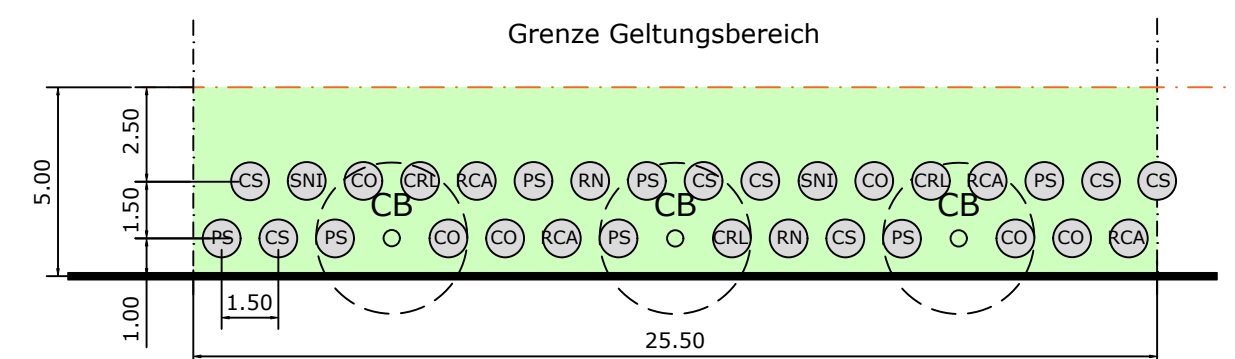 Grenze Geltungsbereich
5.00
2.50
1.50
1.00
CS SNI CO CRL RCA PS RN PS CS CS SNI CO CRL RCA PS CS CS
CB CB CB
PS CS PS CO CO RCA PS CRL RN CS PS CO CO RCA
1.50
25.50